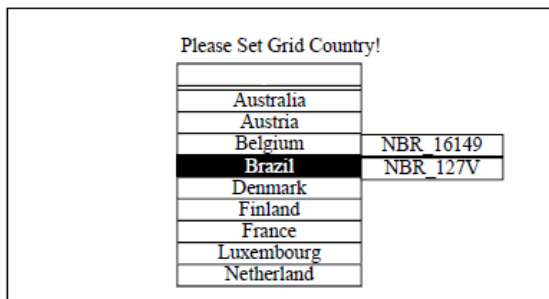 Please Set Grid Country!
Australia
Austria
Belgium NBR_16149
Brazil NBR_127V
Denmark
Finland
France
Luxembourg
Netherland